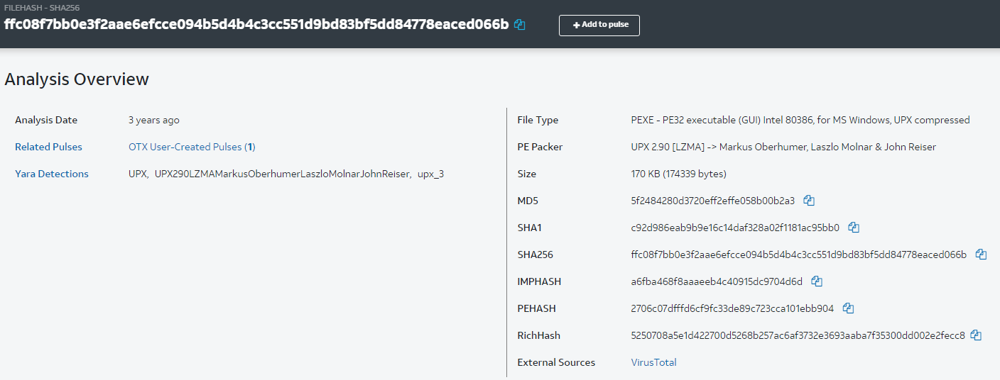 FILEHASH - SHA256
ffc08f7bb0e3f2aae6efcce094b5d4b4c3cc551d9bd83bf5dd84778eaced066b
Add to pulse
Analysis Overview
Analysis Date 3 years ago
Related Pulses OTX User-Created Pulses (1)
Yara Detections UPX, UPX290LZMAMarkusOberhumerLaszloMolnarJohnReiser, upx_3
File Type PEXE - PE32 executable (GUI) Intel 80386, for MS Windows, UPX compressed
PE Packer UPX 2.90 [LZMA] -> Markus Oberhumer, Laszlo Molnar & John Reiser
Size 170 KB (174339 bytes)
MD5 5f2484280d3720eff2effe058b00b2a3
SHA1 c92d986eab9b9e16c14daf328a02f1181ac95bb0
SHA256 ffc08f7bb0e3f2aae6efcce094b5d4b4c3cc551d9bd83bf5dd84778eaced066b
IMPHASH a6fba468f8aaaeeb4c40915dc9704d6d
PEHASH 2706c07dfffd6cf9fc33de89c723cca101ebb904
RichHash 5250708a5e1d422700d5268b257ac6af3732e3693aaba7f35300dd002e2fecc8
External Sources VirusTotal